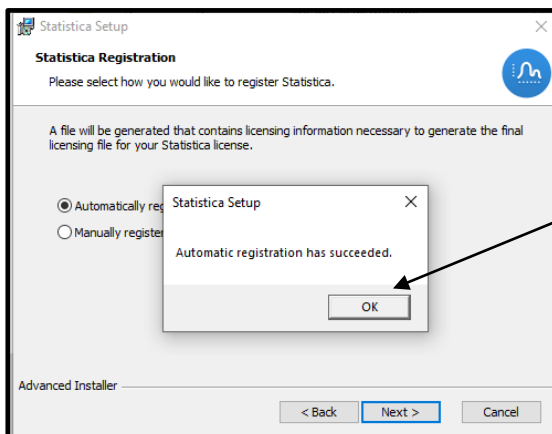 Statistica Setup
Statistica Registration
Please select how you would like to register Statistica.
A file will be generated that contains licensing information necessary to generate the final
licensing file for your Statistica license.
Automatically reg
Manually register
Statistica Setup
Automatic registration has succeeded.
OK
Advanced Installer
< Back
Next >
Cancel